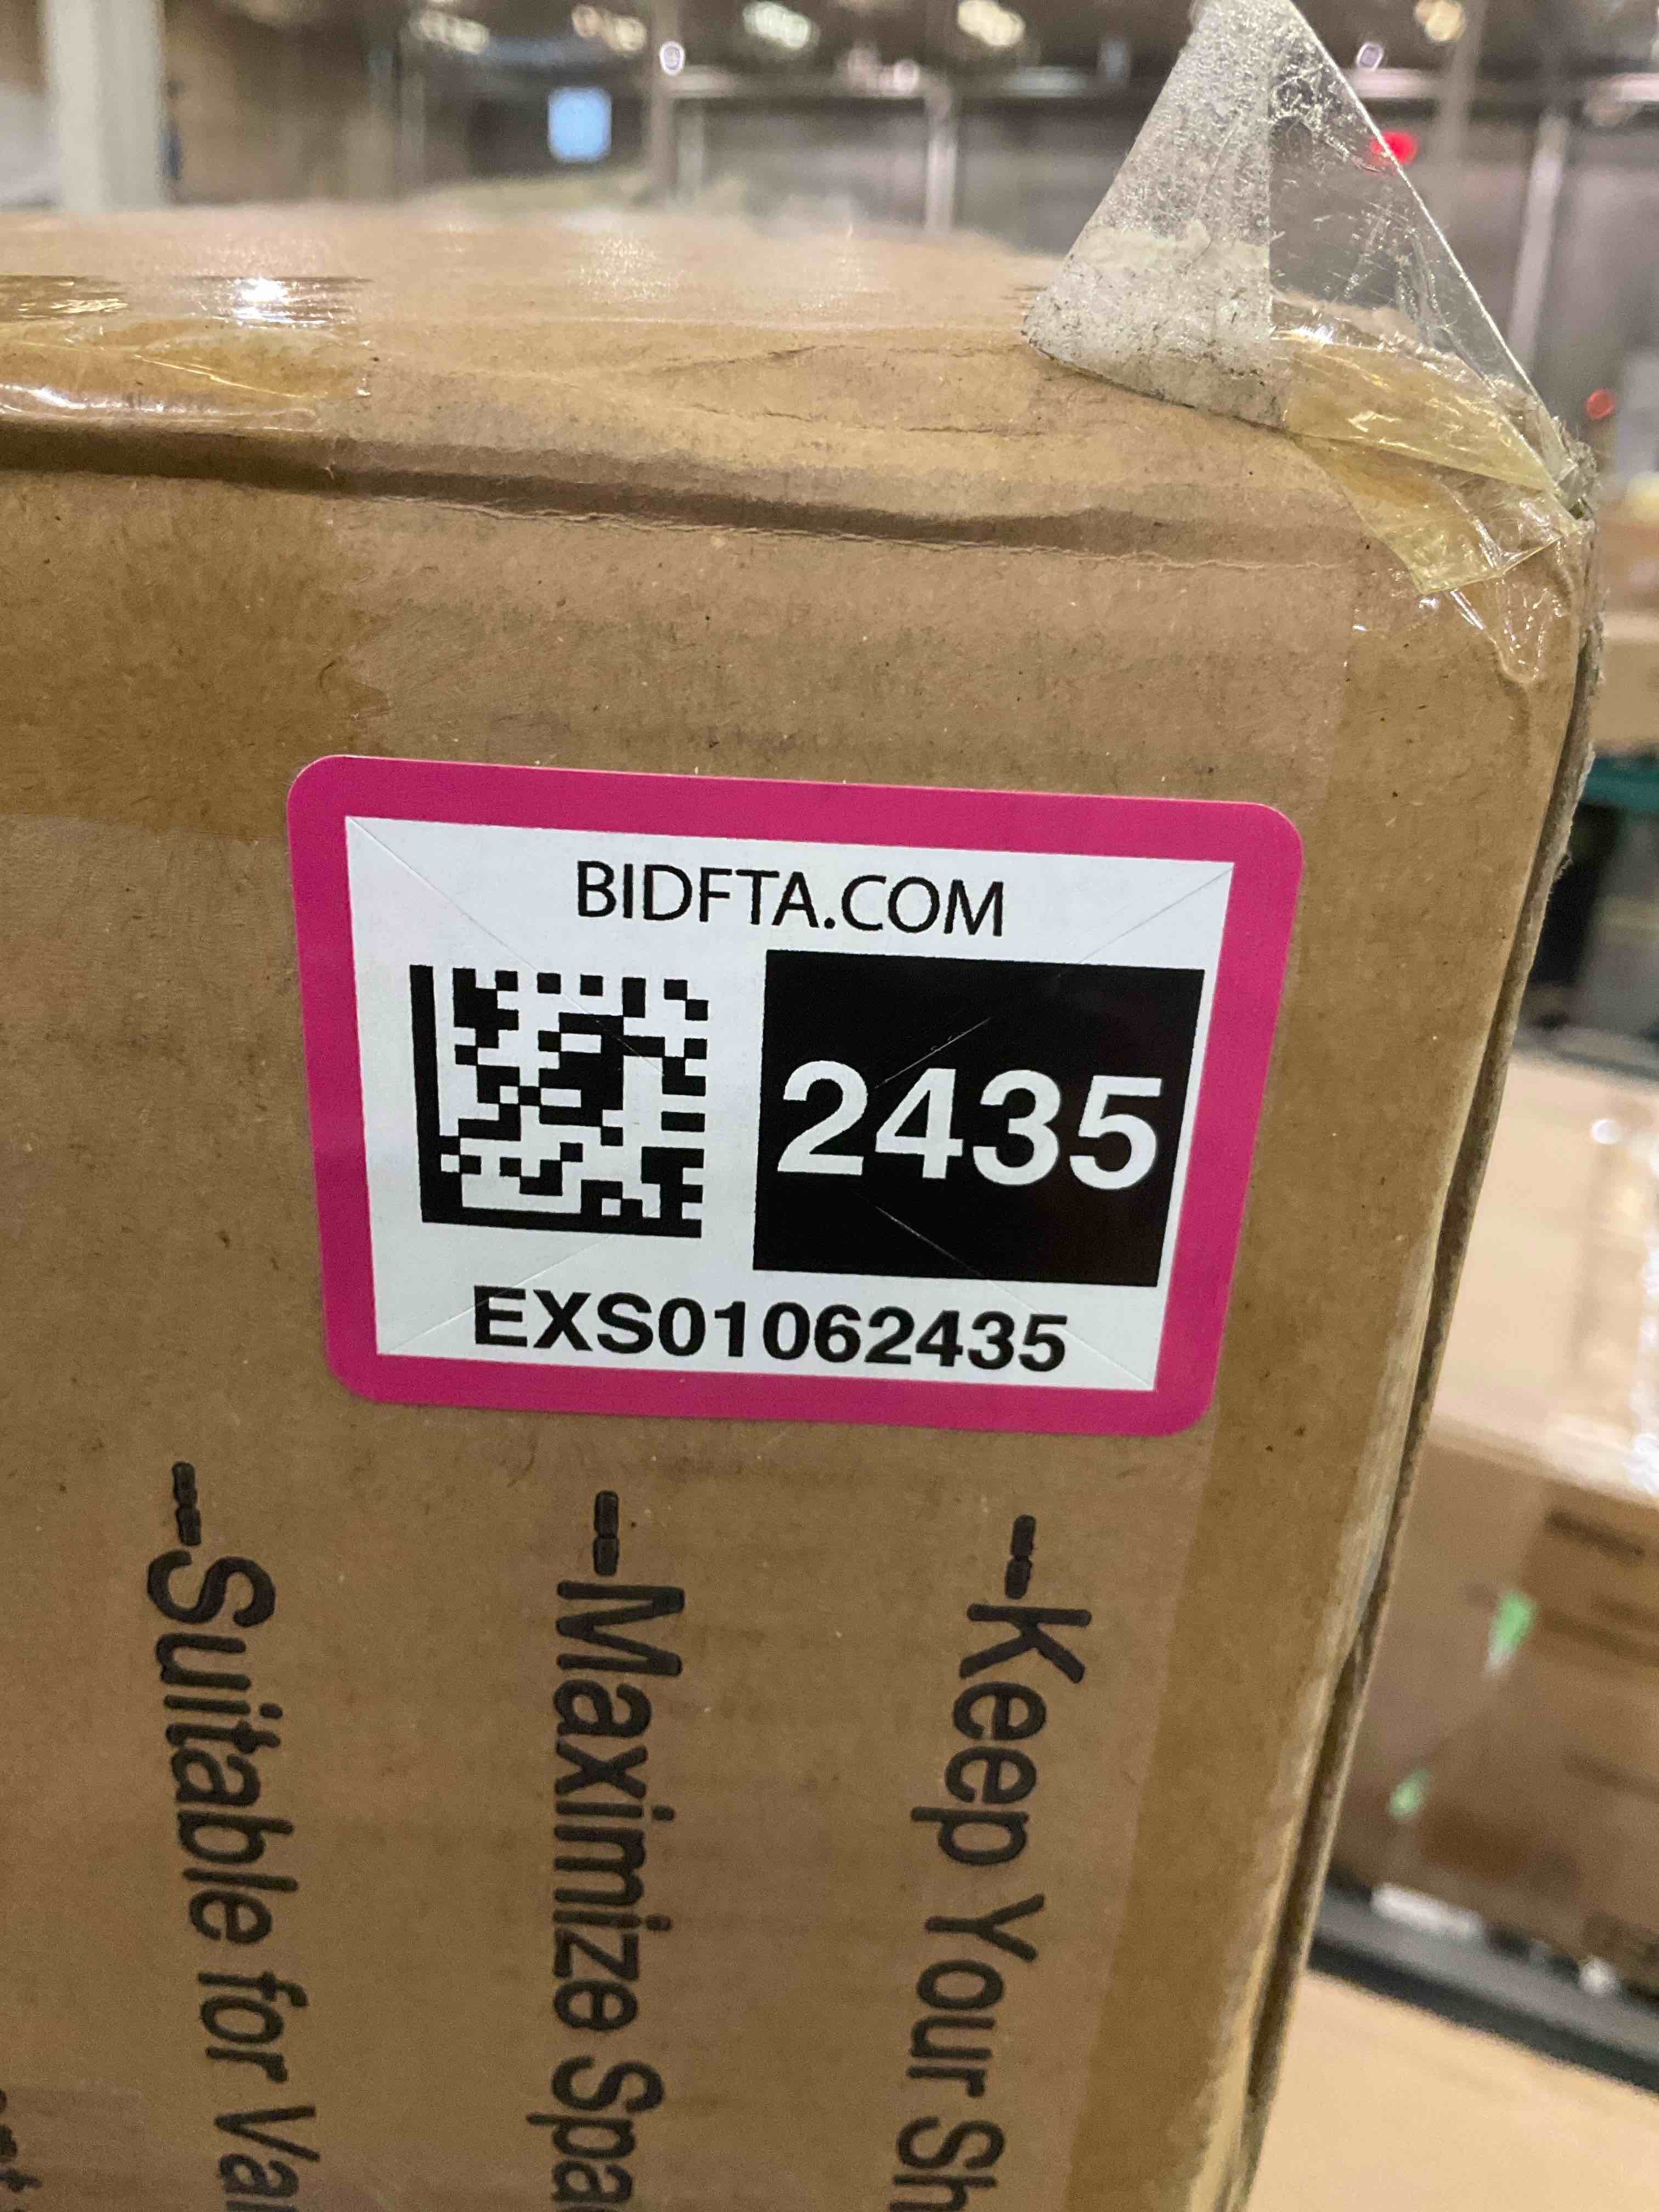 BIDFTA.COM
2435
EXS01062435
---Keep Your Sh
---Maximize Spa
---Suitable for Va